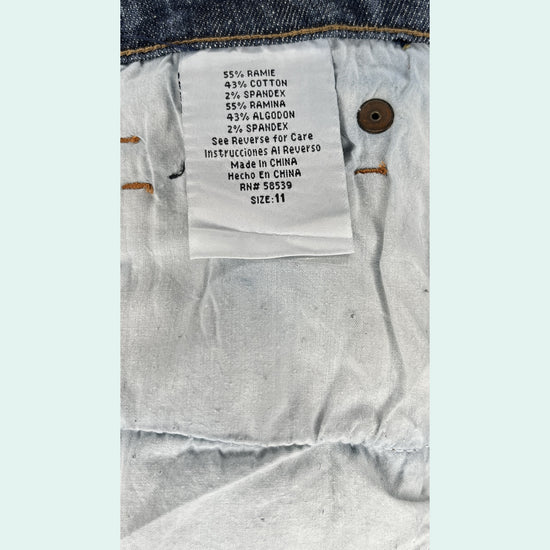 55% RAMIE
43% COTTON
2% SPANDEX
55% RAMINA
43% ALGODON
2% SPANDEX
See Reverse for Care
Instrucciones Al Reverso
Made In CHINA
Hecho En CHINA
RN# 58539
SIZE: 11